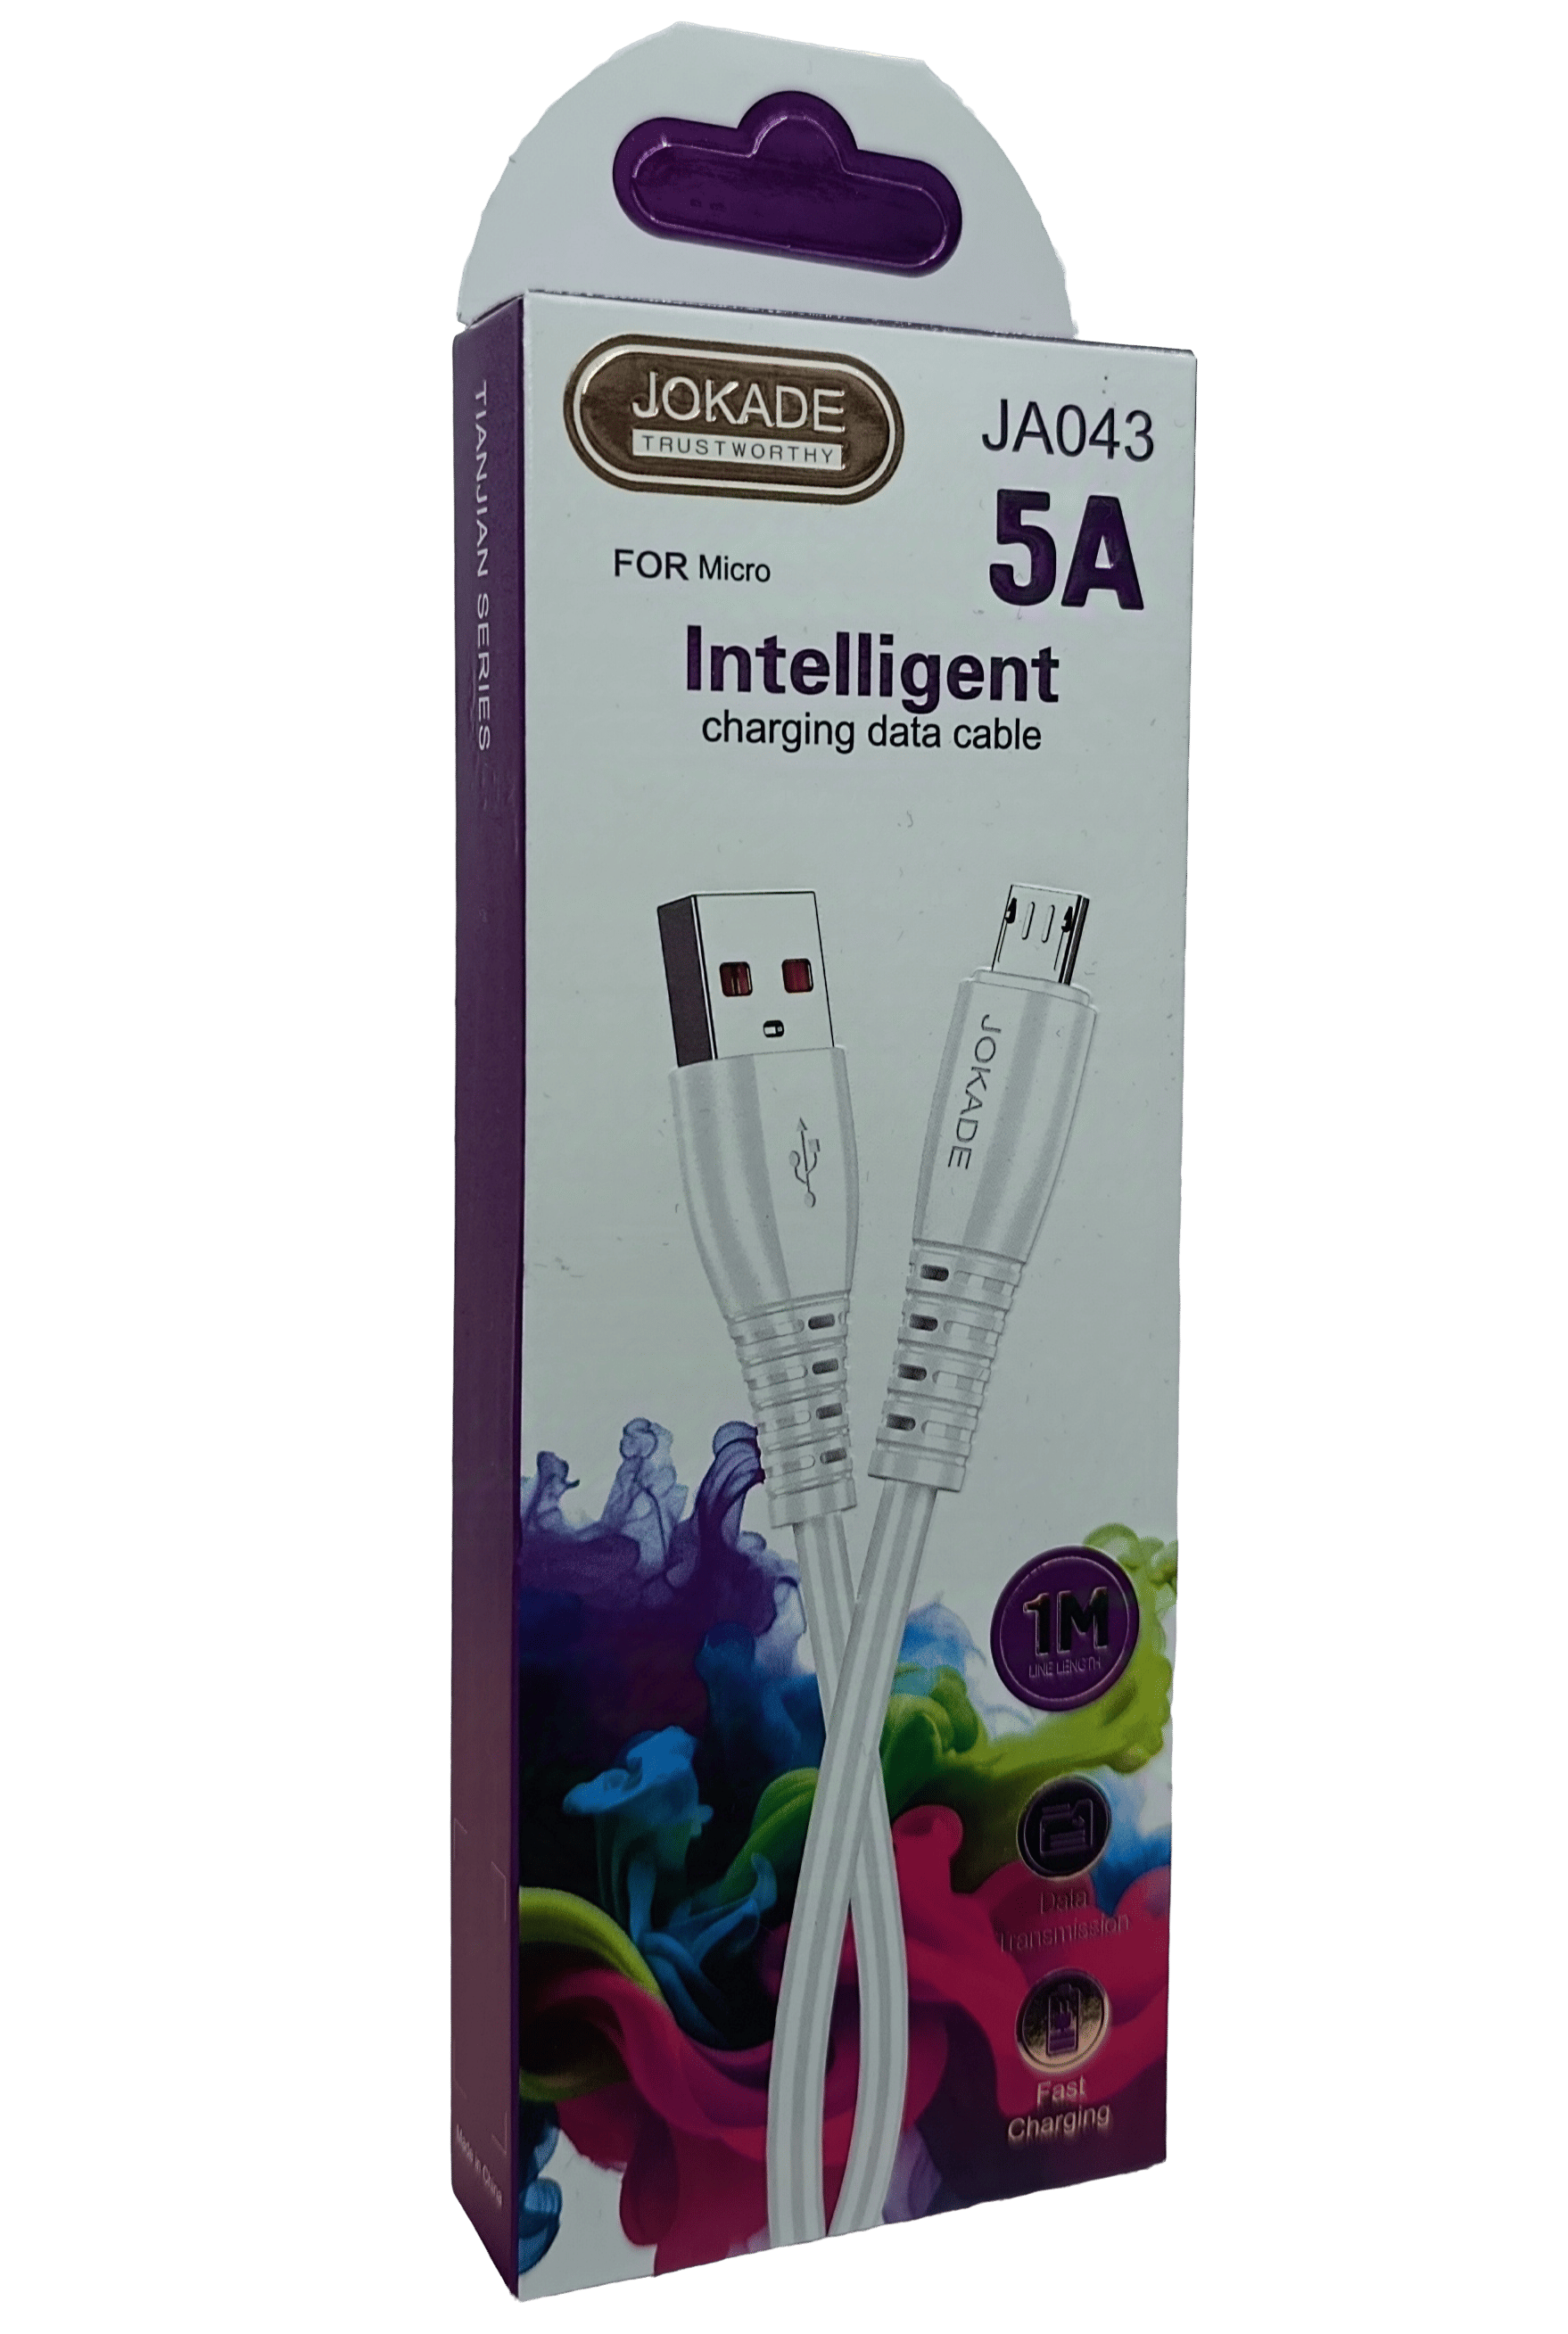 JOKADE
TRUSTWORTHY
JA043
5A
FOR Micro
Intelligent
charging data cable
JOKADE
1M
LINE LENGTH
Data
Transmission
Fast
Charging
TIANJIAN SERIES
Made in China